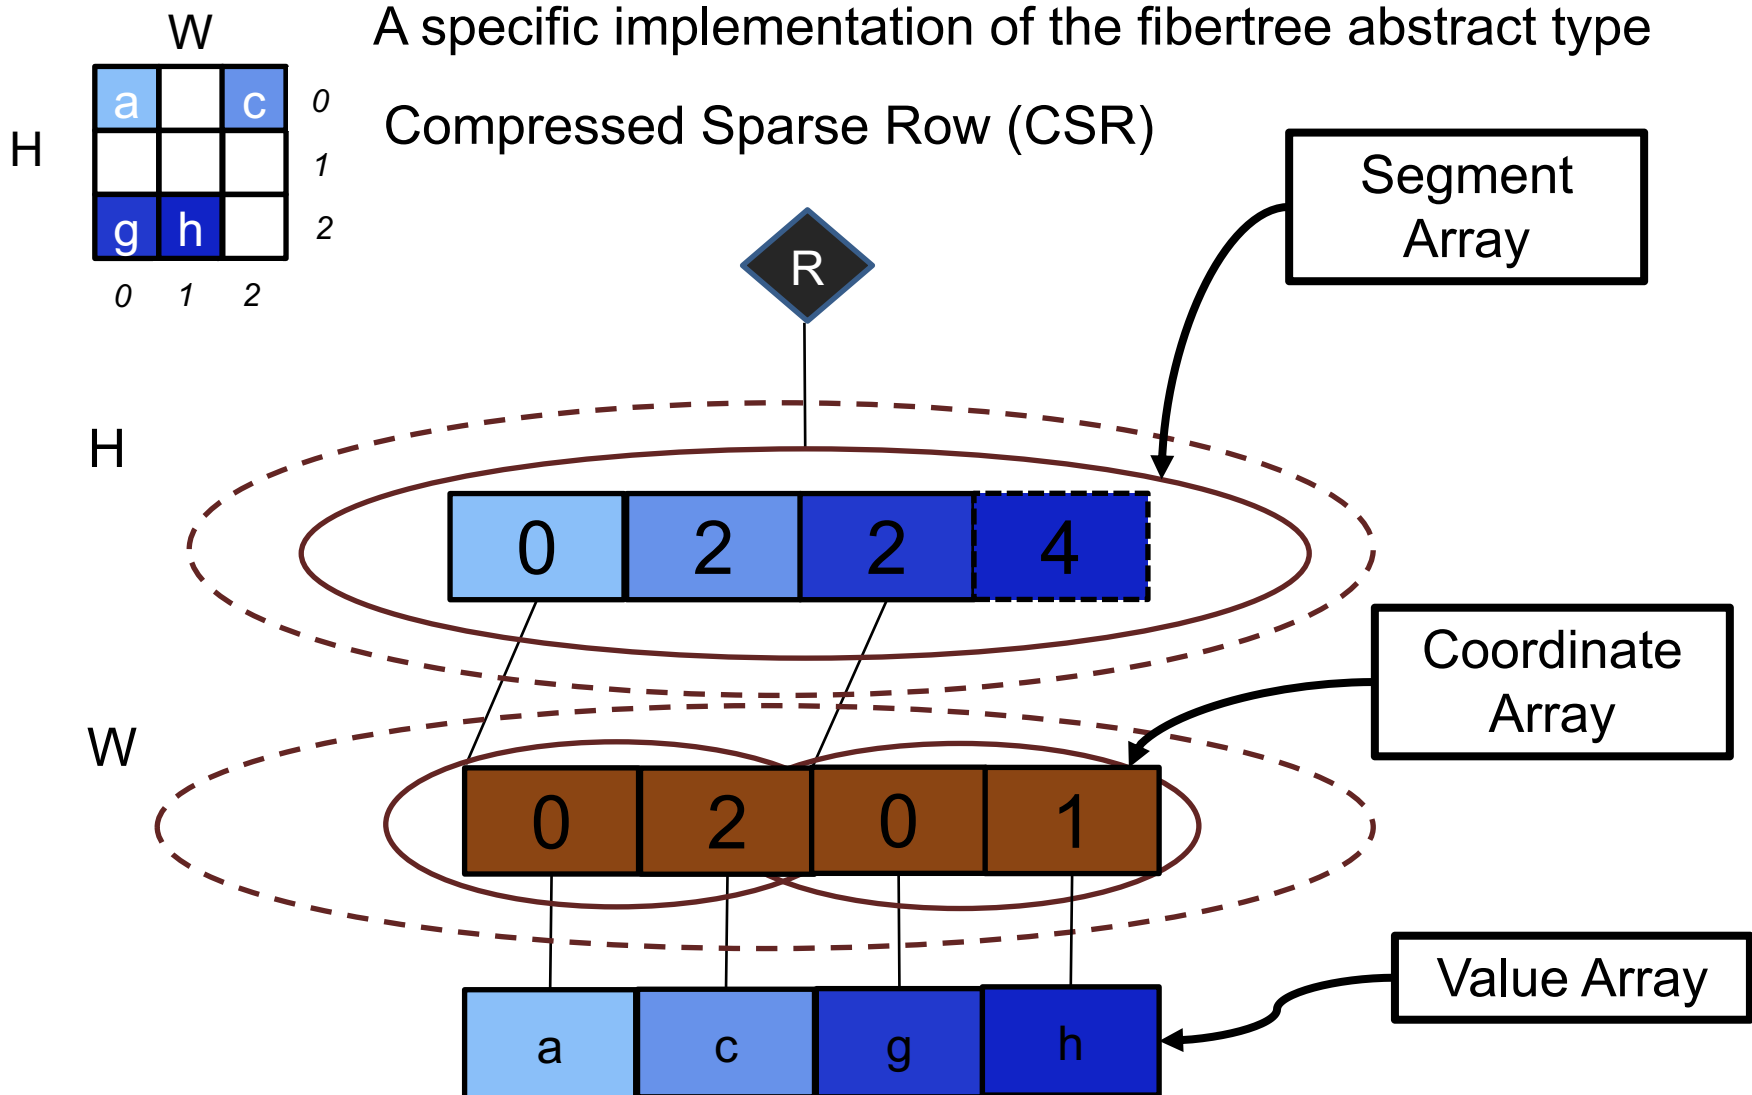 A specific implementation of the fibertree abstract type
W
a c 0
H 1
g h 2
0 1 2
Compressed Sparse Row (CSR)
Segment
Array
R
H
0 2 2 4
Coordinate
Array
W
0 2 0 1
Value Array
a c g h